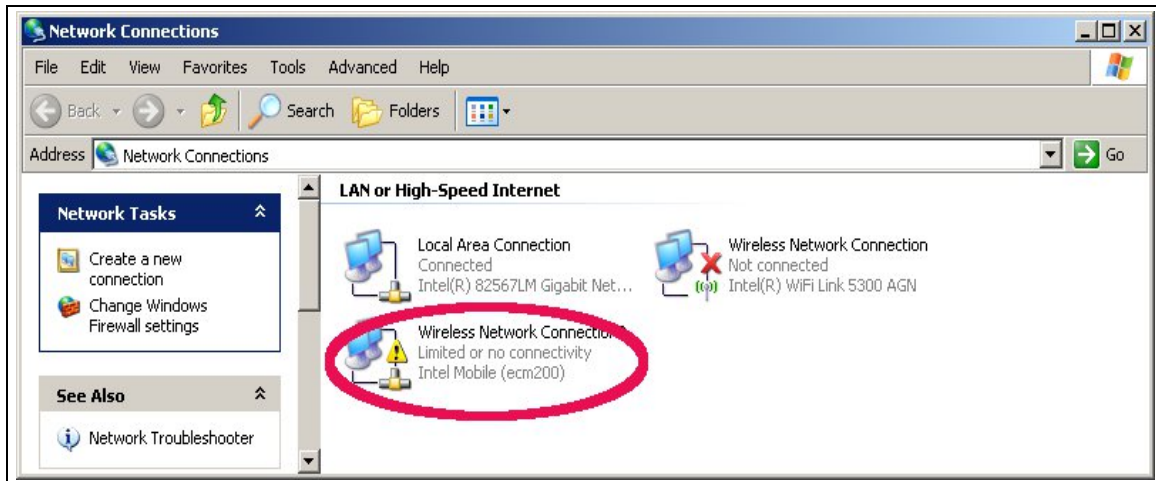 Network Connections
File Edit View Favorites Tools Advanced Help
Back Search Folders
Address Network Connections Go
Network Tasks
Create a new
connection
Change Windows
Firewall settings
See Also
Network Troubleshooter
LAN or High-Speed Internet
Local Area Connection
Connected
Intel(R) 82567LM Gigabit Net...
Wireless Network Connection
Not connected
Intel(R) WiFi Link 5300 AGN
Wireless Network Connection
Limited or no connectivity
Intel Mobile (ecm200)